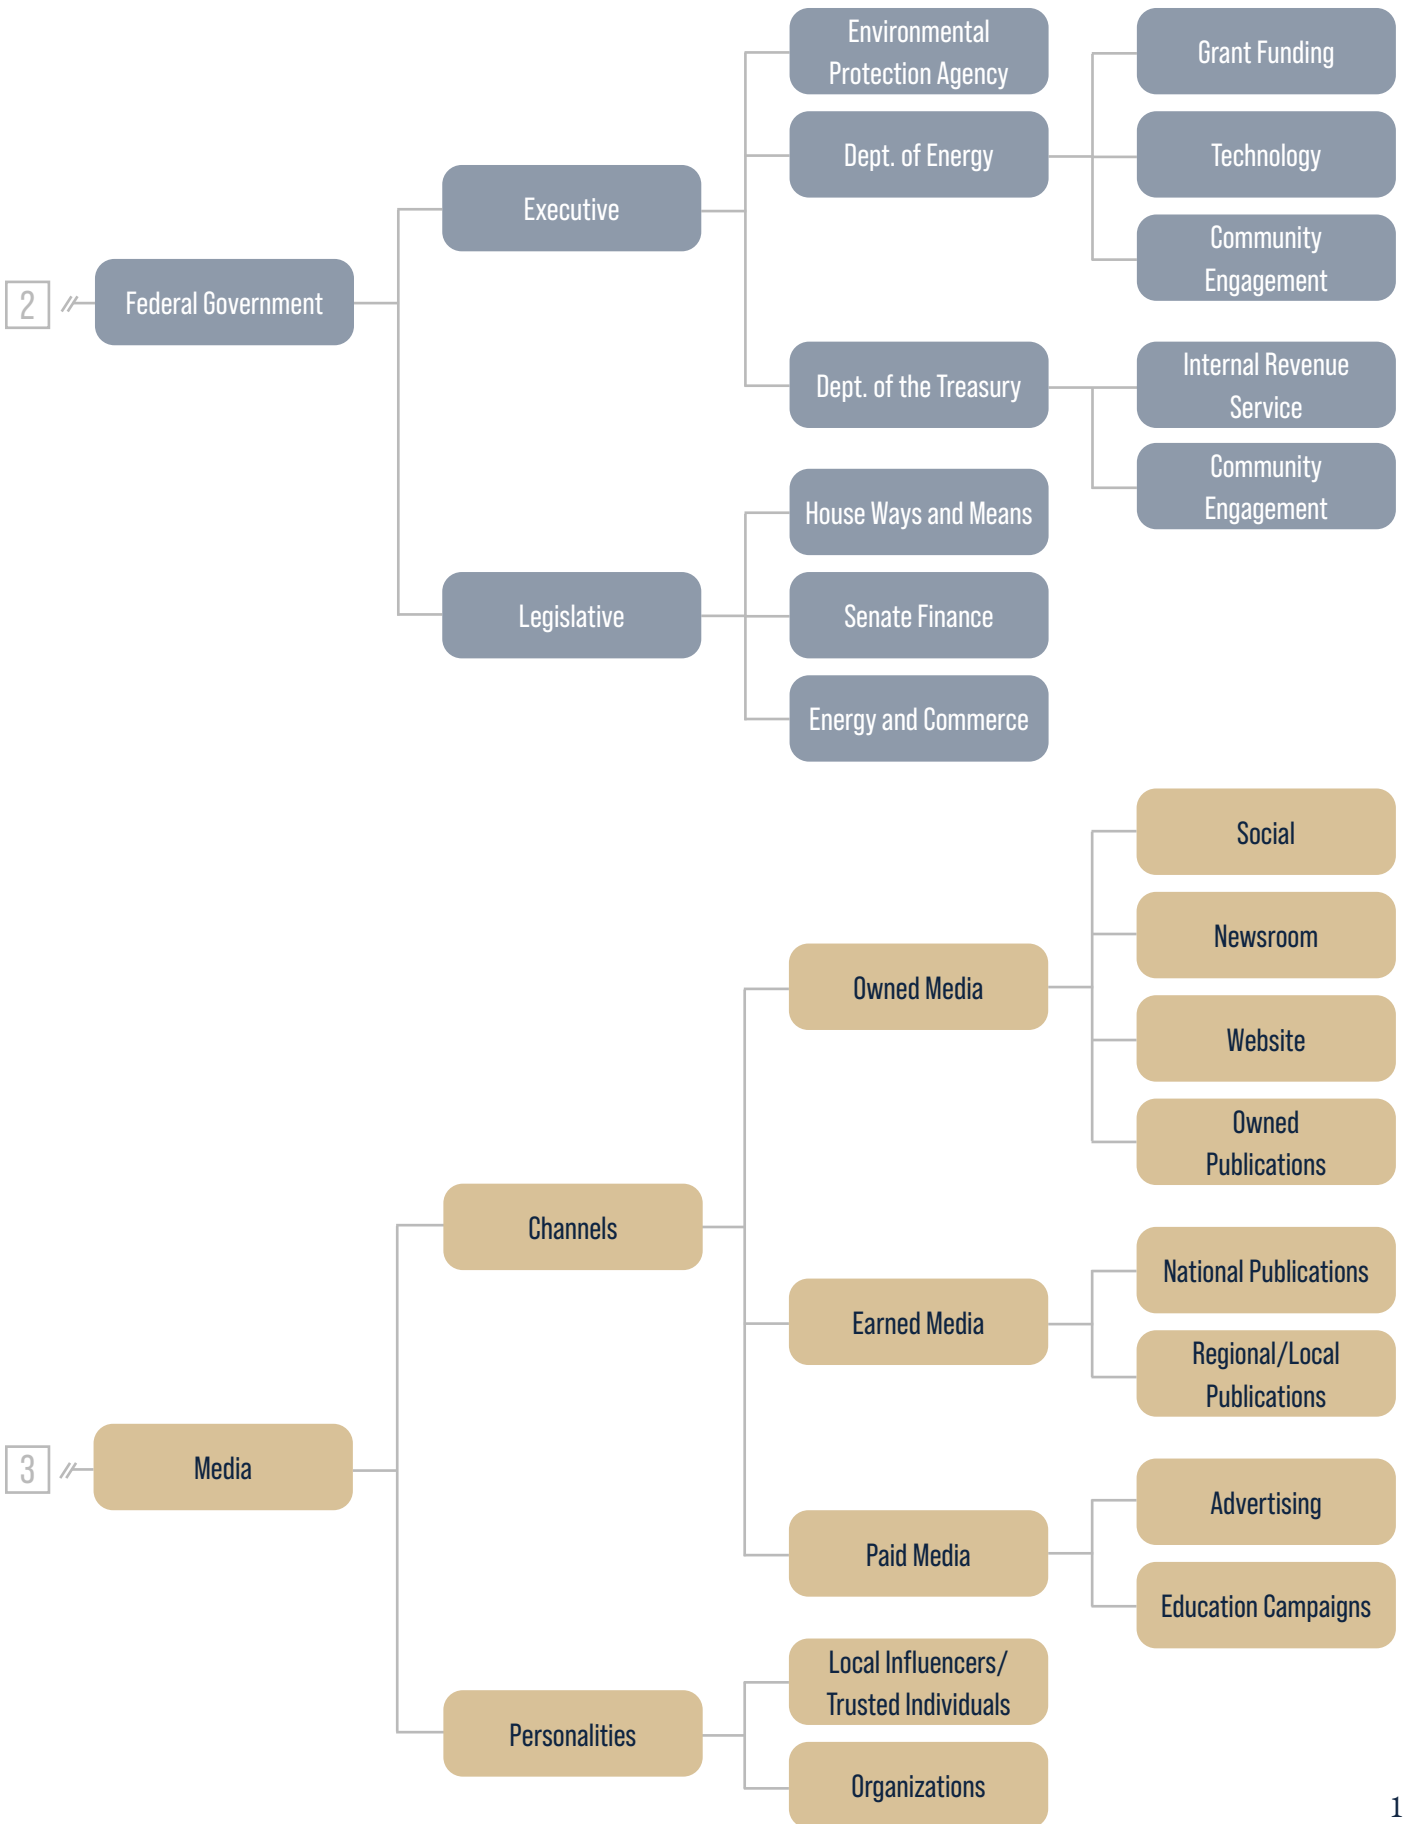 Environmental
Protection Agency
Grant Funding
Dept. of Energy
Technology
Executive
Community
Engagement
2
Federal Government
Dept. of the Treasury
Internal Revenue
Service
Community
Engagement
House Ways and Means
Legislative
Senate Finance
Energy and Commerce
Social
Newsroom
Owned Media
Website
Owned
Publications
Channels
National Publications
Earned Media
Regional/Local
Publications
3
Media
Advertising
Paid Media
Education Campaigns
Local Influencers/
Trusted Individuals
Personalities
Organizations
1